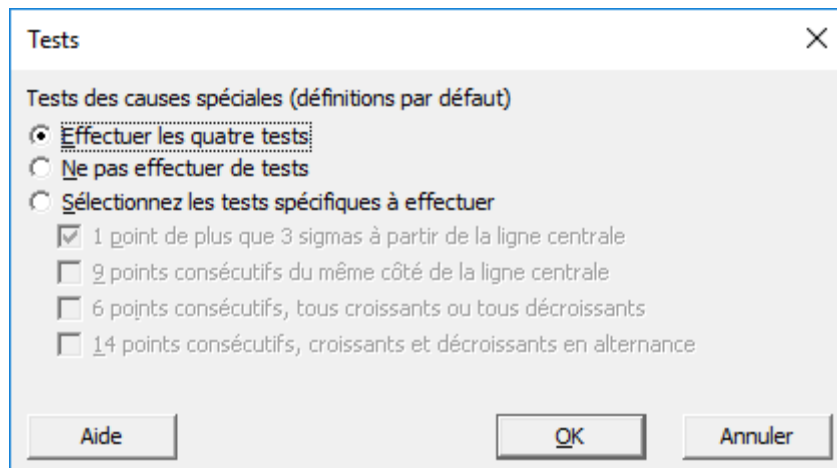 Tests
Tests des causes spéciales (définitions par défaut)
Effectuer les quatre tests
Ne pas effectuer de tests
Sélectionnez les tests spécifiques à effectuer
1 point de plus que 3 sigmas à partir de la ligne centrale
9 points consécutifs du même côté de la ligne centrale
6 points consécutifs, tous croissants ou tous décroissants
14 points consécutifs, croissants et décroissants en alternance
Aide OK Annuler